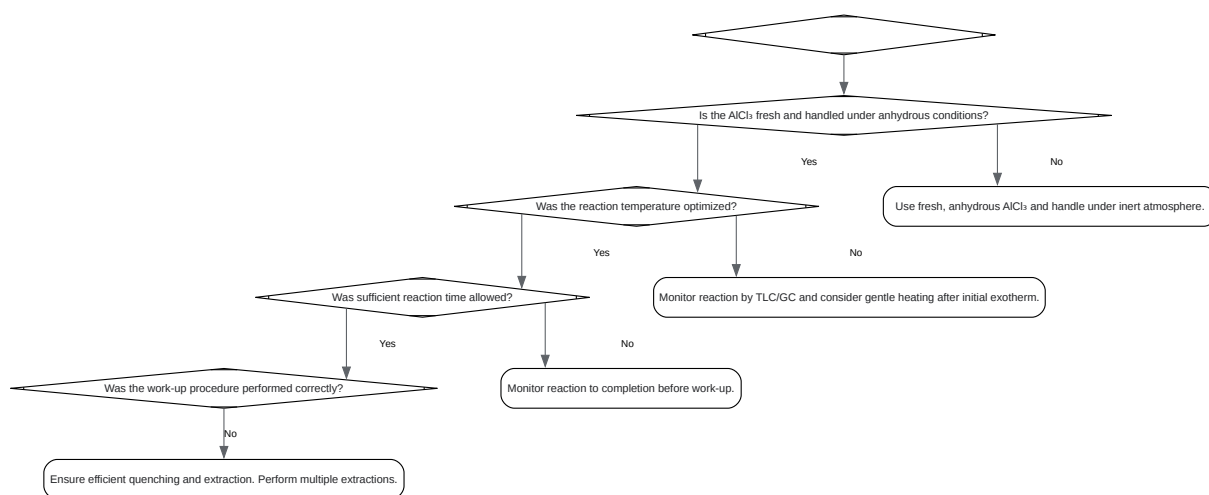 Is the AlCl₃ fresh and handled under anhydrous conditions?
Yes
No
Was the reaction temperature optimized?
Use fresh, anhydrous AlCl₃ and handle under inert atmosphere.
Yes
No
Was sufficient reaction time allowed?
Monitor reaction by TLC/GC and consider gentle heating after initial exotherm.
Yes
No
Was the work-up procedure performed correctly?
Monitor reaction to completion before work-up.
No
Ensure efficient quenching and extraction. Perform multiple extractions.